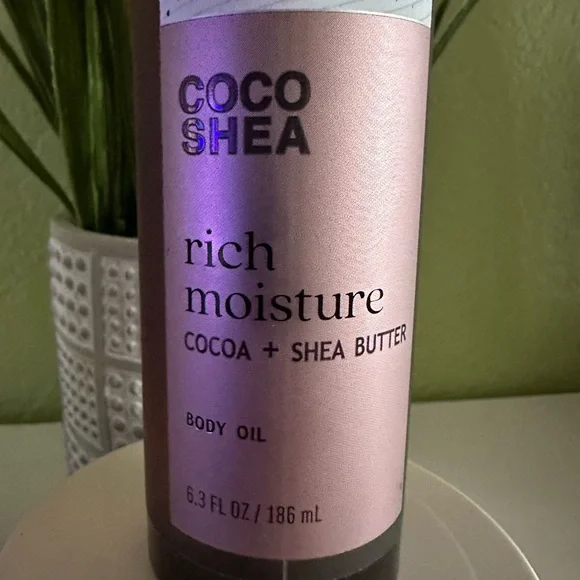 COCO
SHEA
rich
moisture
COCOA + SHEA BUTTER
BODY OIL
6.3 FL OZ / 186 mL